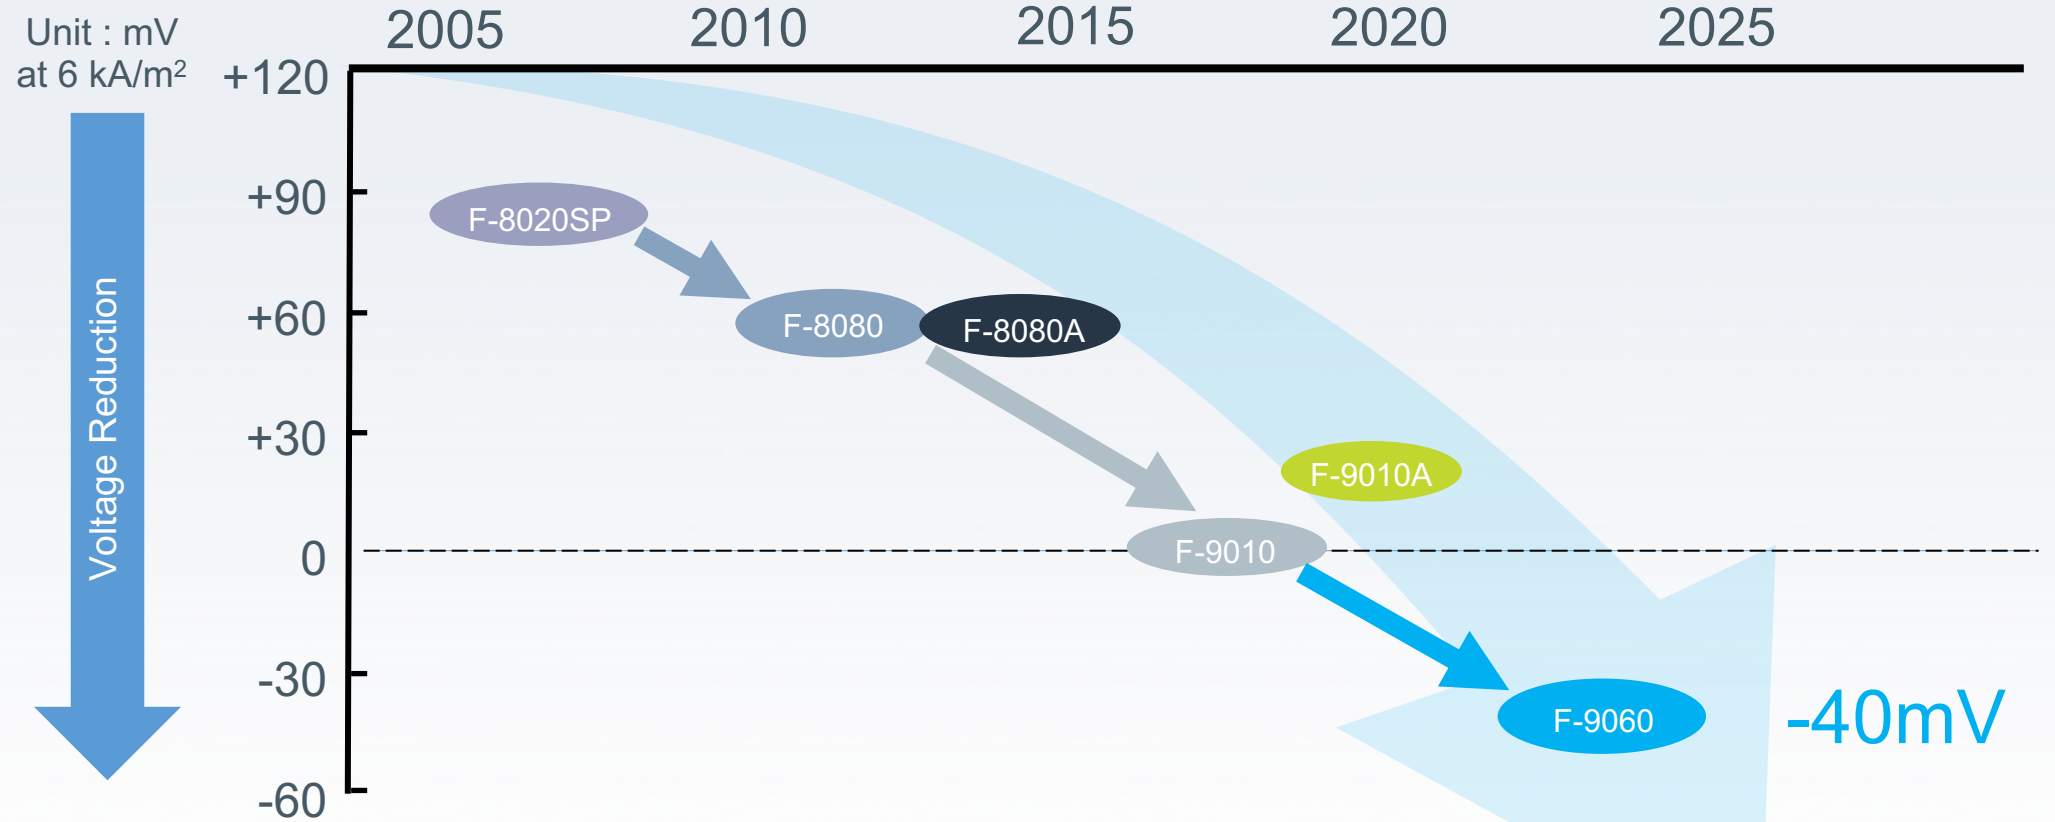 Unit : mV
at 6 kA/m²
2005
2010
2015
2020
2025
+120
+90
+60
+30
0
-30
-60
Voltage Reduction
F-8020SP
F-8080
F-8080A
F-9010A
F-9010
F-9060
-40mV